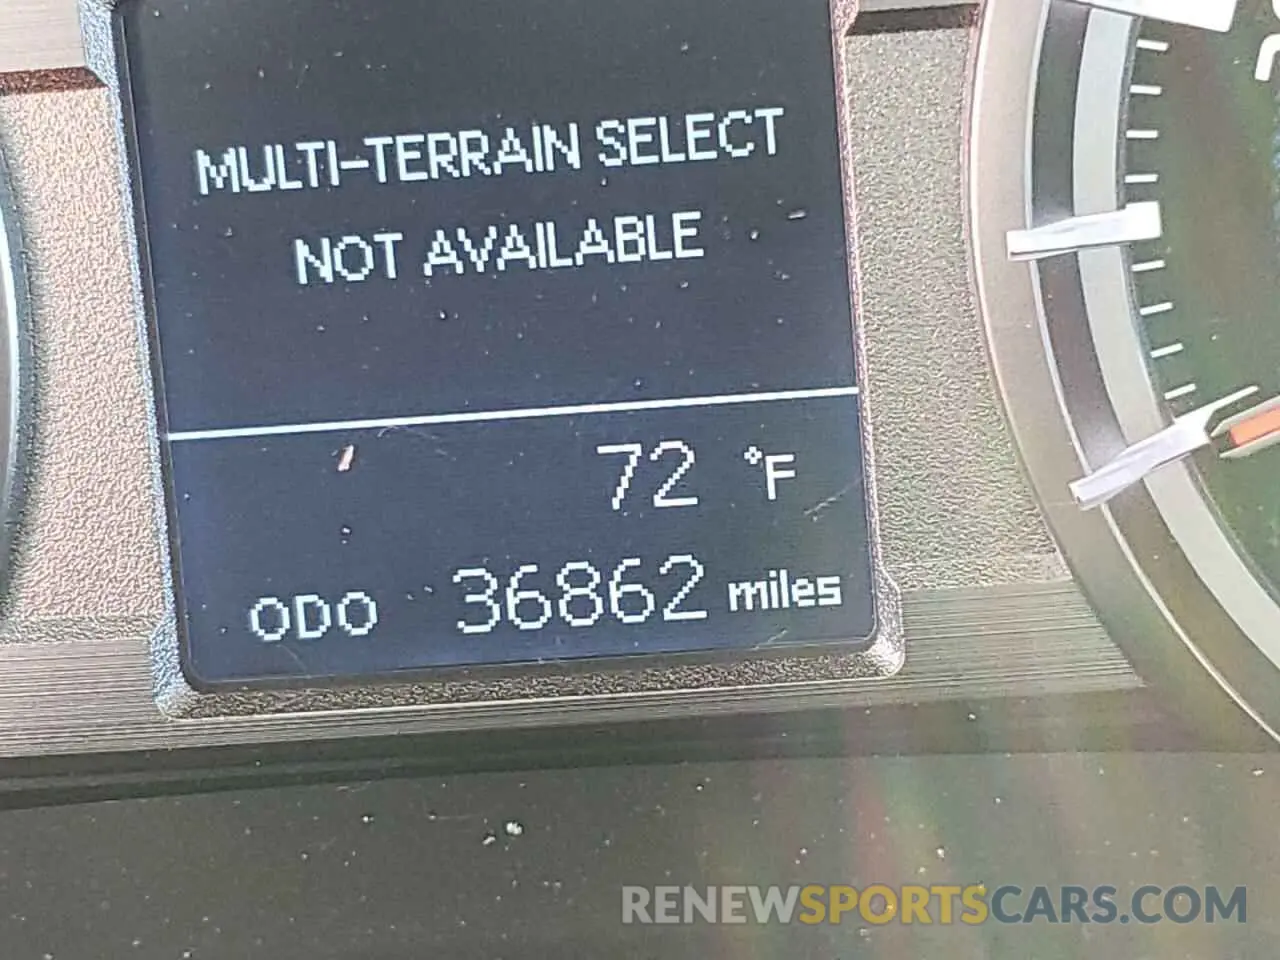 MULTI-TERRAIN SELECT
NOT AVAILABLE
72 °F
ODO 36862 miles
RENEWSPORTSCARS.COM